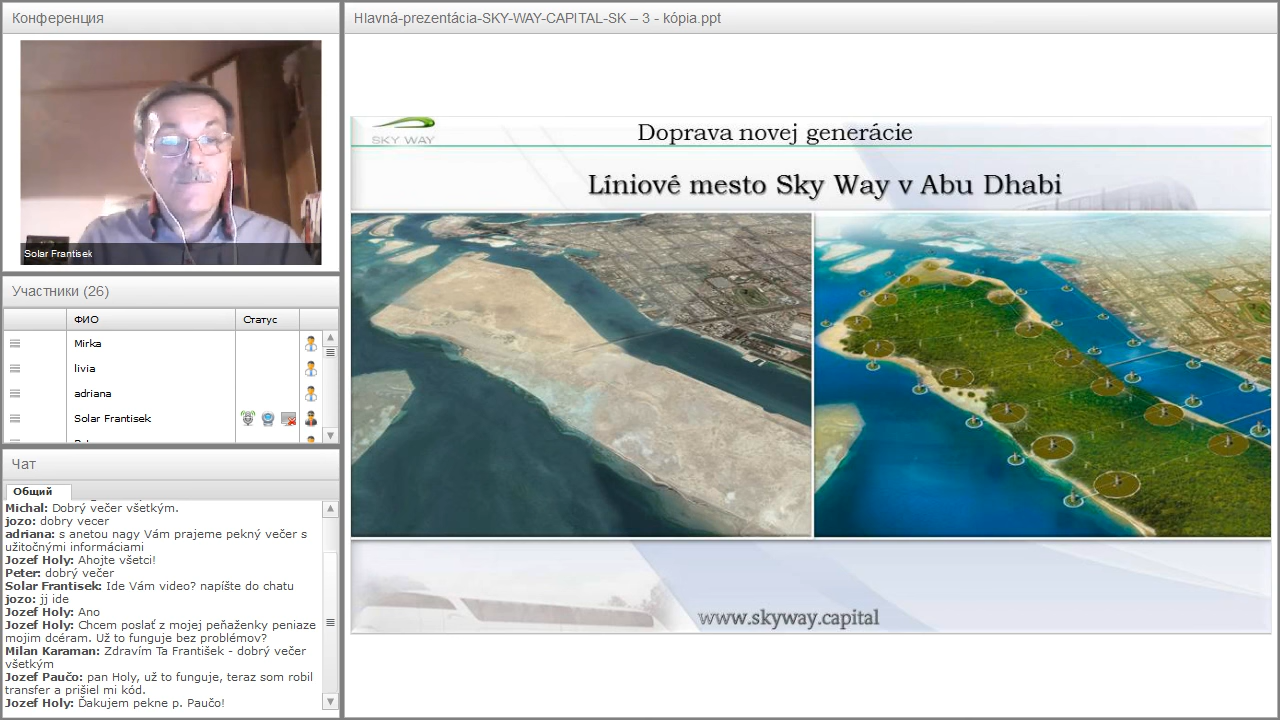 Конференция
Solar Frantisek
Участники (26)
ФИО
Статус
Mirka
livia
adriana
Solar Frantisek
Чат
Общий
Michal: Dobrý večer všetkým.
jozo: dobry vecer
adriana: s anetou nagy Vám prajeme pekný večer s
užitočnými informáciami
Jozef Holy: Ahojte všetci!
Peter: dobrý večer
Solar Frantisek: Ide Vám video? napíšte do chatu
jozo: jj ide
Jozef Holy: Ano
Jozef Holy: Chcem poslať z mojej peňaženky peniaze
mojim dcéram. Už to funguje bez problémov?
Milan Karaman: Zdravím Ta František - dobrý večer
všetkým
Jozef Paučo: pan Holy, už to funguje, teraz som robil
transfer a prišiel mi kód.
Jozef Holy: Ďakujem pekne p. Paučo!
Hlavná-prezentácia-SKY-WAY-CAPITAL-SK – 3 - kópia.ppt
SKY WAY
Doprava novej generácie
Líniové mesto Sky Way v Abu Dhabi
www.skyway.capital